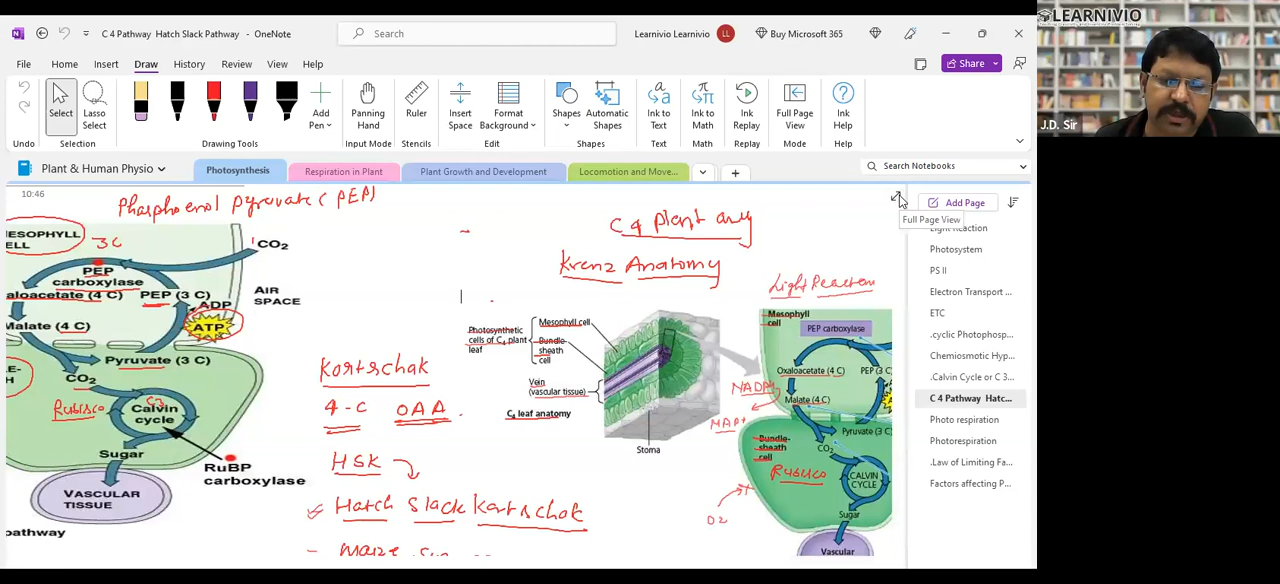 C 4 Pathway Hatch Slack Pathway - OneNote
Search
Learnivio Learnivio
LL
Buy Microsoft 365
File Home Insert Draw History Review View Help
Share
Select
Lasso Select
Add Pen
Panning Hand
Ruler
Insert Space
Format Background
Shapes
Automatic Shapes
Ink to Text
Ink to Math
Ink Replay
Full Page View
Ink Help
Undo
Selection
Drawing Tools
Input Mode
Stencils
Edit
Shapes
Text
Math
Replay
Mode
Help
Plant & Human Physio
Photosynthesis
Respiration in Plant
Plant Growth and Development
Locomotion and Move...
Search Notebooks
10:46
Phosphoenol Pyruvate (PEP)
ESOPHYLL
ELL
3C
CO2
PEP
carboxylase
aloacetate (4 C)
PEP (3 C)
ADP
ATP
AIR
SPACE
Malate (4 C)
Pyruvate (3 C)
LE-
H
CO2
Rubisco
C3
Calvin
cycle
Sugar
RuBP
carboxylase
VASCULAR
TISSUE
pathway
Kortschak
4-C OAA
HSK
Hatch Slack Kortschak
C4 Plant any
Krenz Anatomy
Photosynthetic
cells of C4 plant
leaf
Mesophyll cell
Bundle-
sheath
cell
Vein
(vascular tissue)
C4 leaf anatomy
Stoma
Light Reaction
Mesophyll
cell
PEP carboxylase
Oxaloacetate (4 C)
PEP (3 C)
NADPH
Malate (4 C)
Pyruvate (3 C)
Bundle-
sheath
cell
CO2
Rubisco
CALVIN
CYCLE
O2
Sugar
Vascular
Full Page View
Add Page
Light Reaction
Photosystem
PS II
Electron Transport ...
ETC
.cyclic Photophosp...
Chemiosmotic Hyp...
.Calvin Cycle or C 3...
C 4 Pathway Hatc...
Photo respiration
Photorespiration
.Law of Limiting Fa...
Factors affecting P...
LEARNIVIO
J.D. Sir